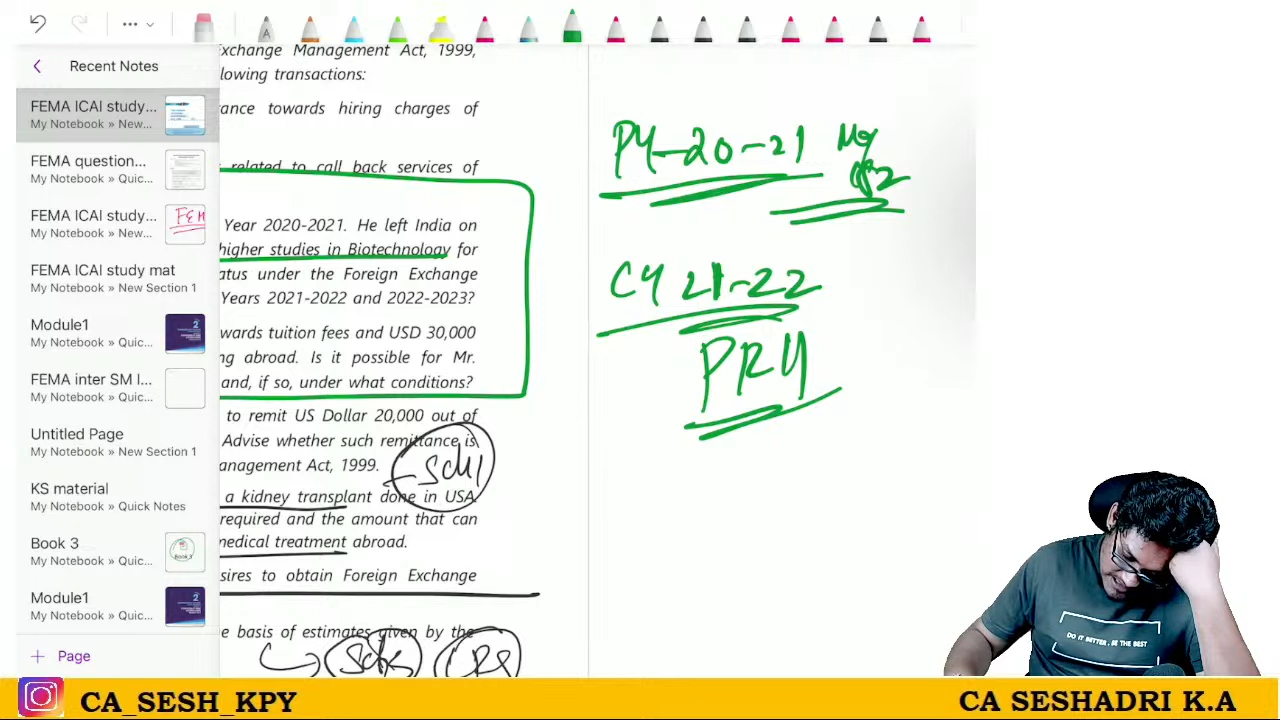 Recent Notes
FEMA ICAI study...
My Notebook » New...
FEMA question...
My Notebook » Quic...
FEMA ICAI study...
My Notebook » New...
FEMA ICAI study mat
My Notebook » New Section 1
Module1
My Notebook » Quic...
FEMA inter SM I...
My Notebook » Quic...
Untitled Page
My Notebook » New Section 1
KS material
My Notebook » Quick Notes
Book 3
My Notebook » Quic...
Module1
My Notebook » Quic...
+ Page
xchange Management Act, 1999,
lowing transactions:
ance towards hiring charges of
related to call back services of
Year 2020-2021. He left India on
higher studies in Biotechnology for
atus under the Foreign Exchange
Years 2021-2022 and 2022-2023?
wards tuition fees and USD 30,000
ng abroad. Is it possible for Mr.
and, if so, under what conditions?
to remit US Dollar 20,000 out of
Advise whether such remittance is
anagement Act, 1999.
a kidney transplant done in USA
required and the amount that can
medical treatment abroad.
sires to obtain Foreign Exchange
e basis of estimates given by the
PY-20-21
CY 21-22
DO IT BETTER, BE THE BEST
CA_SESH_KPY
CA SESHADRI K.A